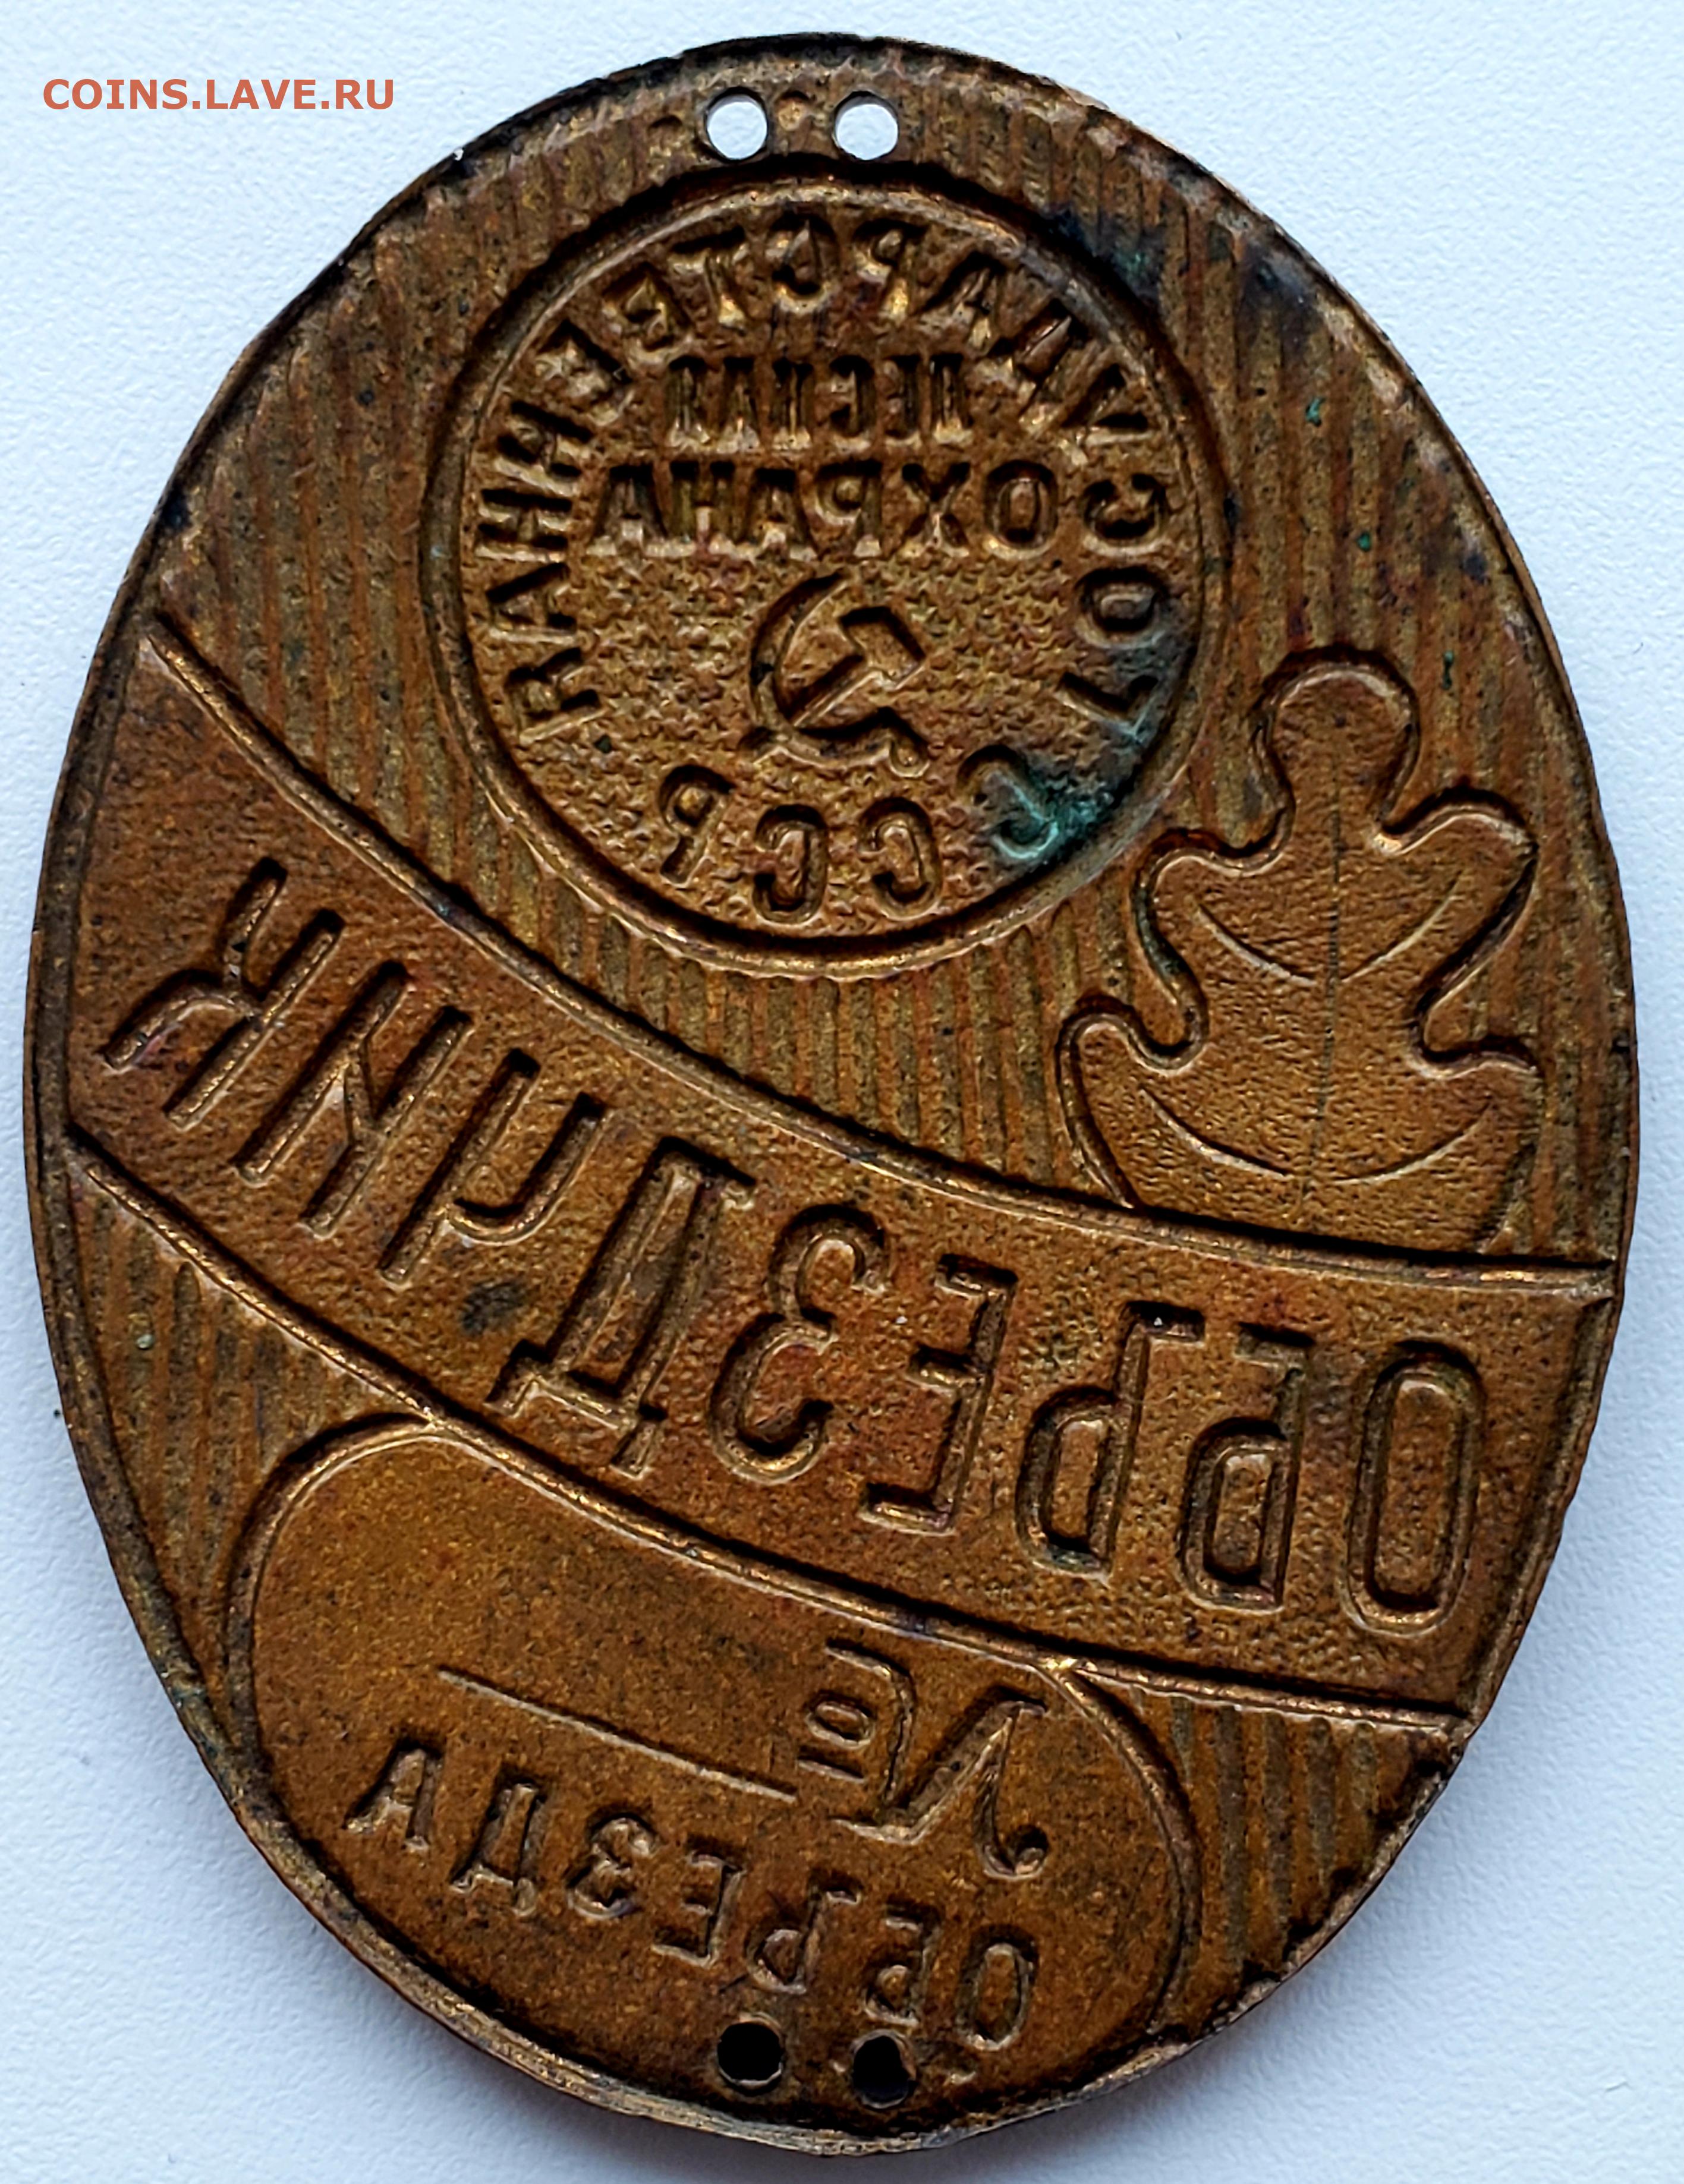 COINS.LAVE.RU
ГОСУДАРСТВЕННАЯ
ЛЕСНАЯ
ОХРАНА
СССР
ОБЪЕЗДЧИК
№
ОБЪЕЗДА